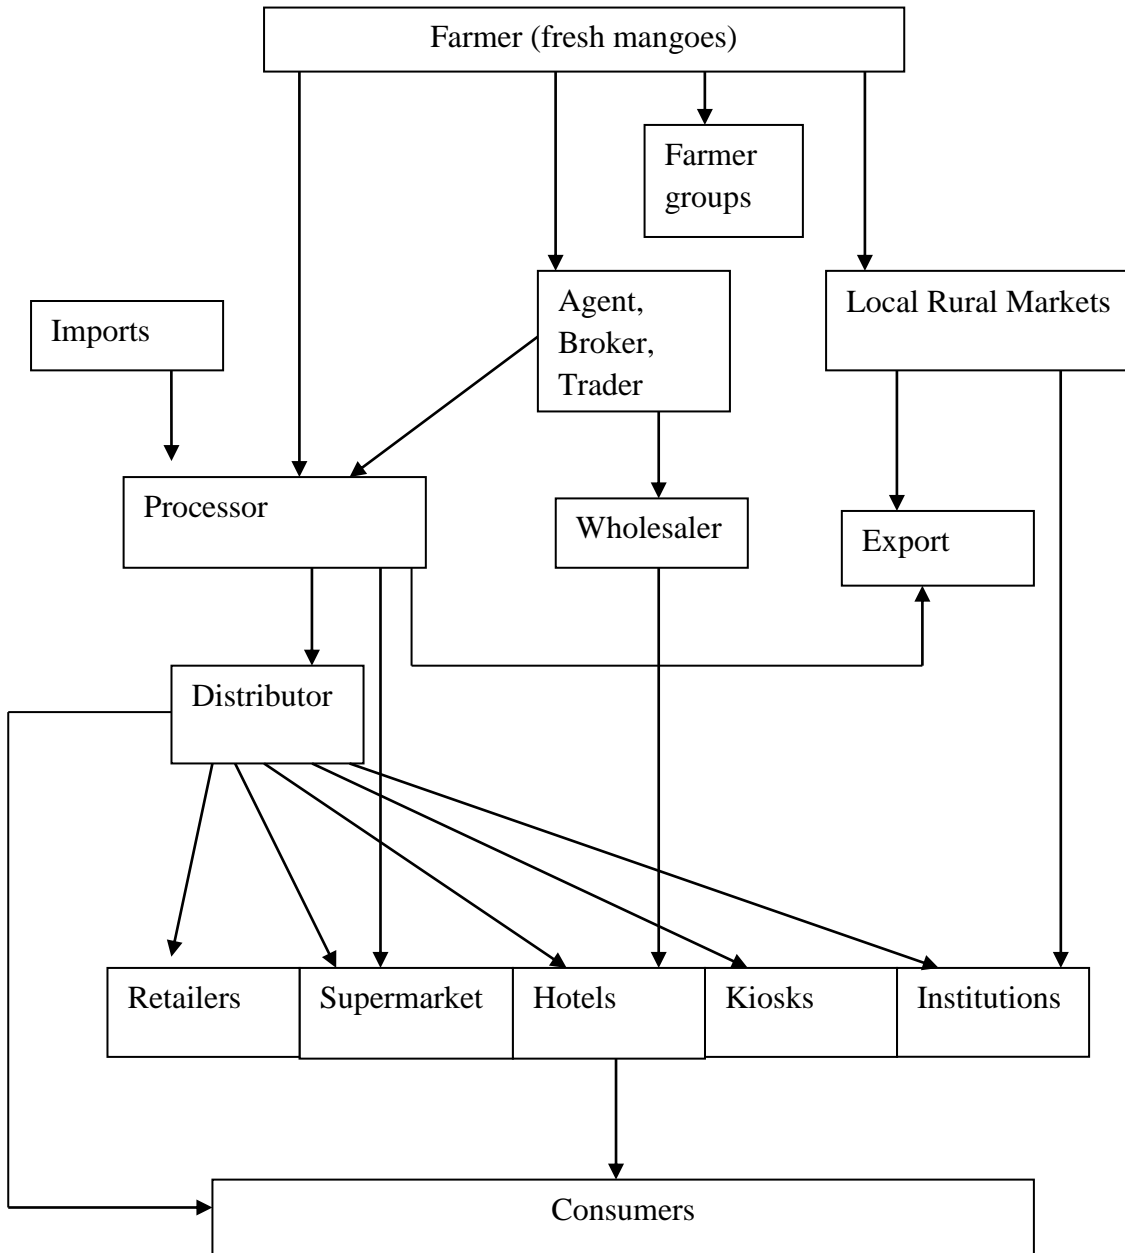 Farmer (fresh mangoes)
Farmer
groups
Agent,
Broker,
Trader
Local Rural Markets
Imports
Processor
Wholesaler
Export
Distributor
Retailers
Supermarket
Hotels
Kiosks
Institutions
Consumers